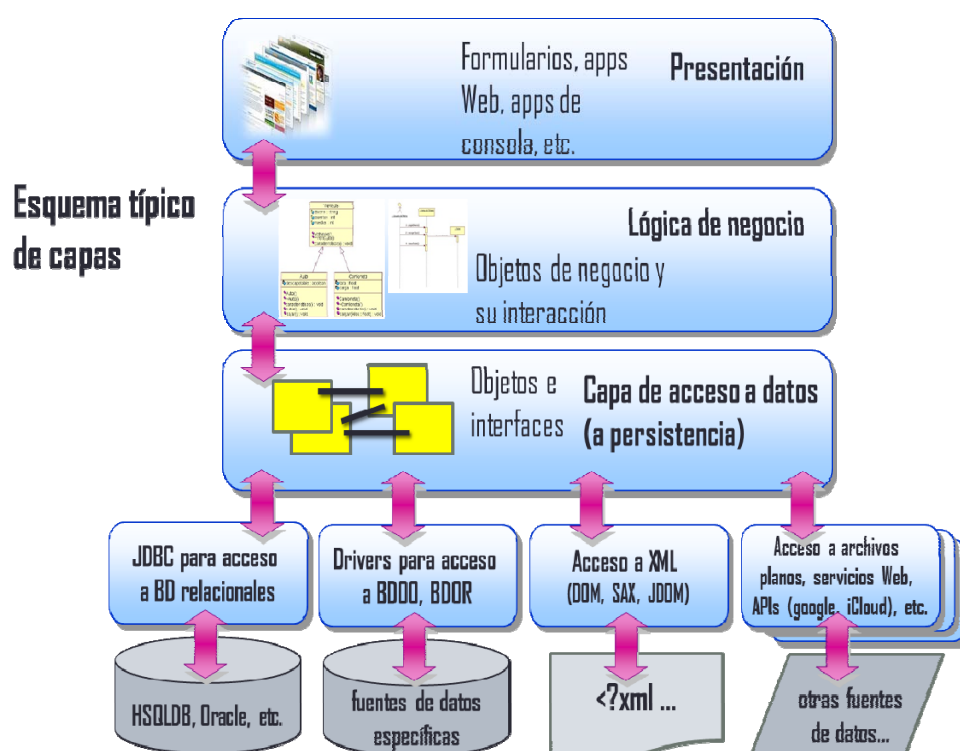 Formularios, apps
Web, apps de
consola, etc.
Presentación
Esquema típico
de capas
Lógica de negocio
Objetos de negocio y
su interacción
Objetos e
interfaces
Capa de acceso a datos
(a persistencia)
JDBC para acceso
a BD relacionales
Drivers para acceso
a BDOO, BDOR
Acceso a XML
(DOM, SAX, JDOM)
Acceso a archivos
planos, servicios Web,
APIs (google, iCloud), etc.
HSQLDB, Oracle, etc.
fuentes de datos
específicas
<?xml ...
otras fuentes
de datos...